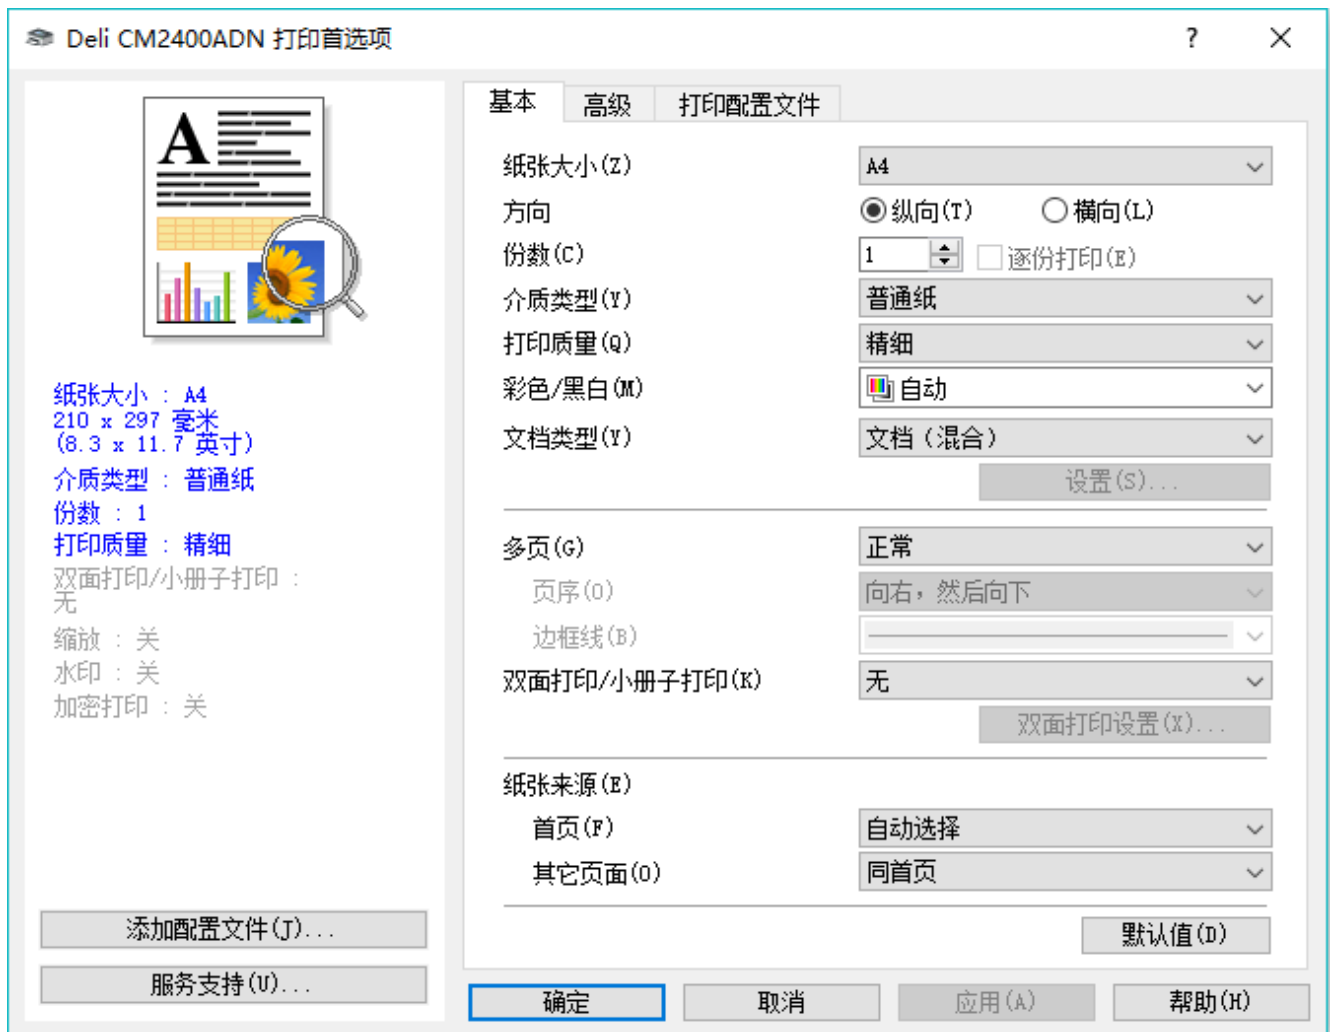 Deli CM2400ADN 打印首选项
?
A
纸张大小 : A4
210 x 297 毫米
(8.3 x 11.7 英寸)
介质类型 : 普通纸
份数 : 1
打印质量 : 精细
双面打印/小册子打印 :
无
缩放 : 关
水印 : 关
加密打印 : 关
添加配置文件(J)...
服务支持(U)...
基本 高级 打印配置文件
纸张大小(Z) A4
方向 纵向(T) 横向(L)
份数(C) 1 逐份打印(E)
介质类型(Y) 普通纸
打印质量(Q) 精细
彩色/黑白(M) 自动
文档类型(Y) 文档（混合）
设置(S)...
多页(G) 正常
页序(O) 向右，然后向下
边框线(B)
双面打印/小册子打印(K) 无
双面打印设置(X)...
纸张来源(E)
首页(F) 自动选择
其它页面(O) 同首页
默认值(D)
确定 取消 应用(A) 帮助(H)